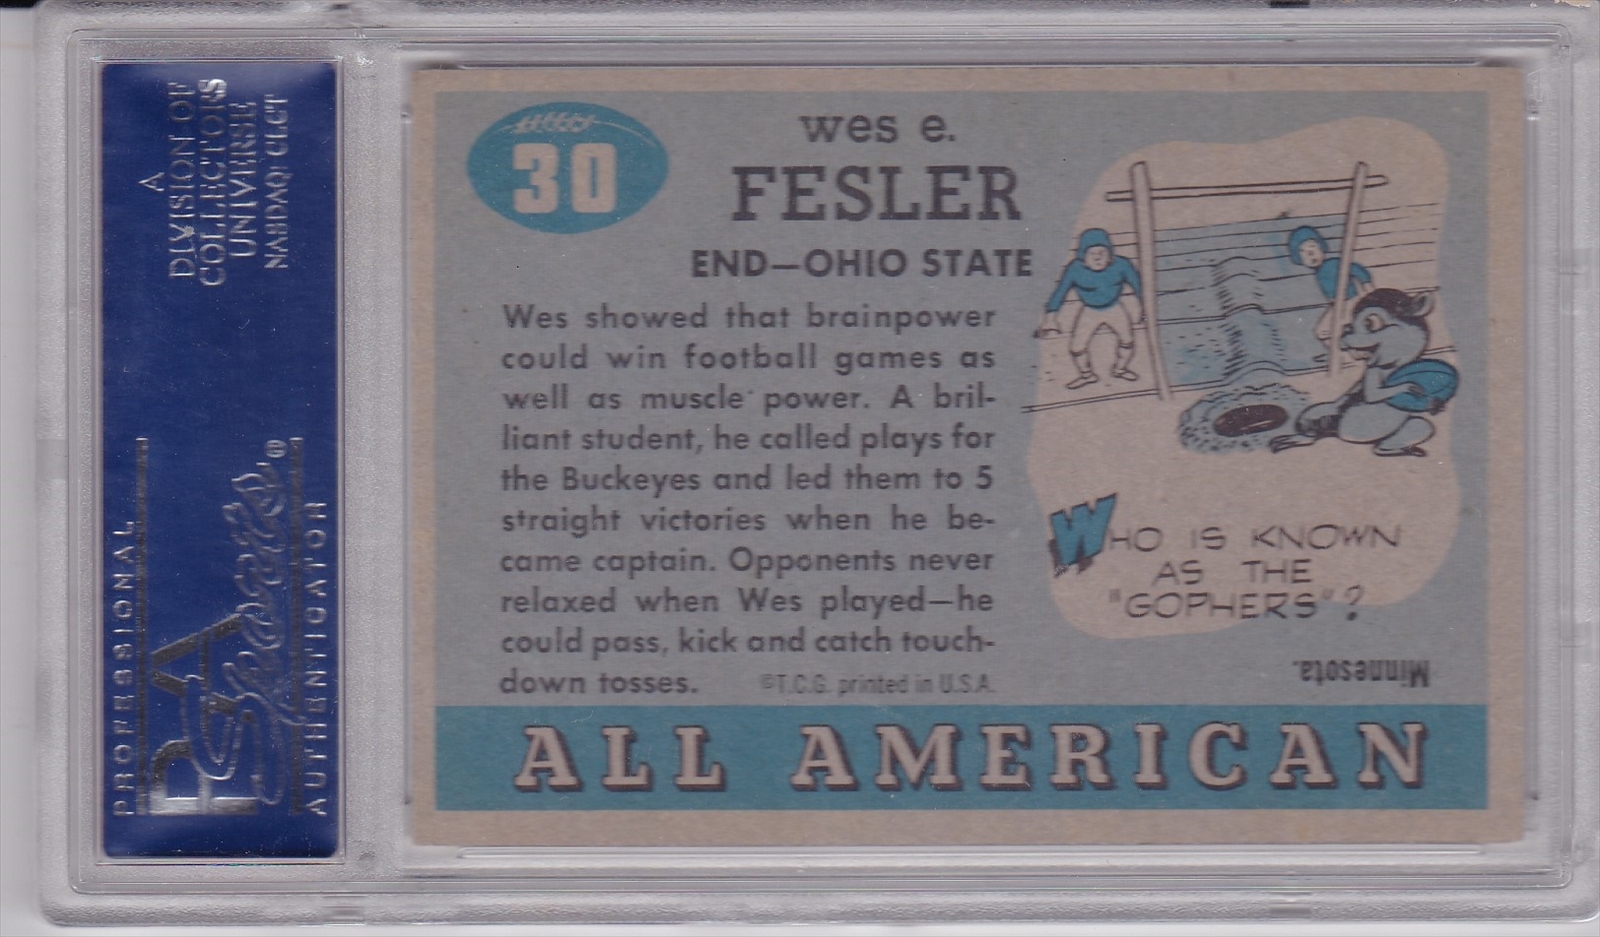 A
DIVISION OF
COLLECTORS
UNIVERSE
NASDAQ: CLCT
PSA
Sports®
PROFESSIONAL
AUTHENTICATOR
30
wes e.
FESLER
END—OHIO STATE
Wes showed that brainpower
could win football games as
well as muscle power. A bril-
liant student, he called plays for
the Buckeyes and led them to 5
straight victories when he be-
came captain. Opponents never
relaxed when Wes played—he
could pass, kick and catch touch-
down tosses.
©T.C.G. printed in U.S.A.
WHO IS KNOWN
AS THE
"GOPHERS"?
Minnesota.
ALL AMERICAN